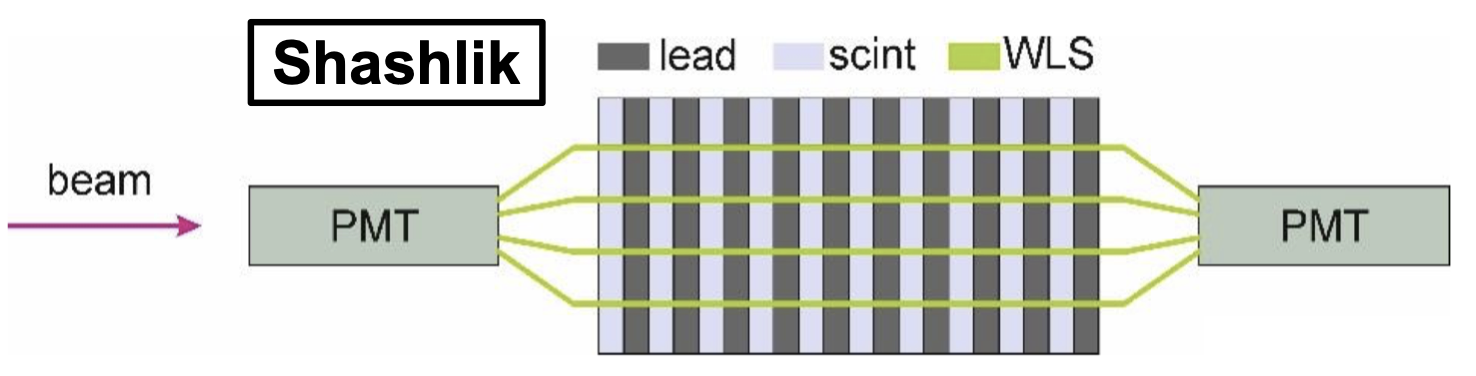 Shashlik
lead scint WLS
beam
PMT
PMT